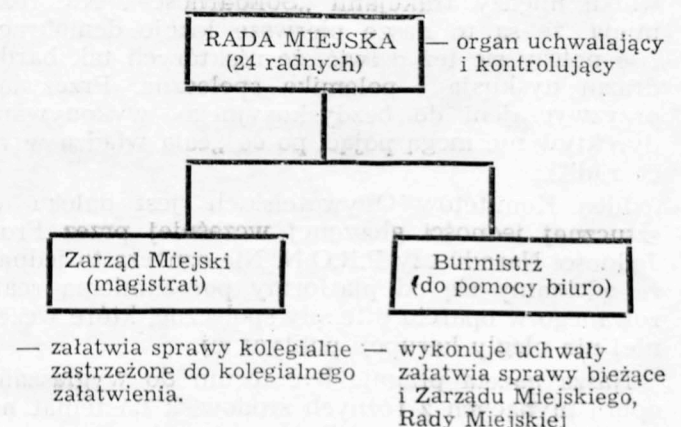 RADA MIEJSKA
(24 radnych)
— organ uchwalający
i kontrolujący
Zarząd Miejski
(magistrat)
Burmistrz
(do pomocy biuro)
— załatwia sprawy kolegialne
zastrzeżone do kolegialnego
załatwienia.
— wykonuje uchwały
załatwia sprawy bieżące
i Zarządu Miejskiego,
Rady Miejskiej